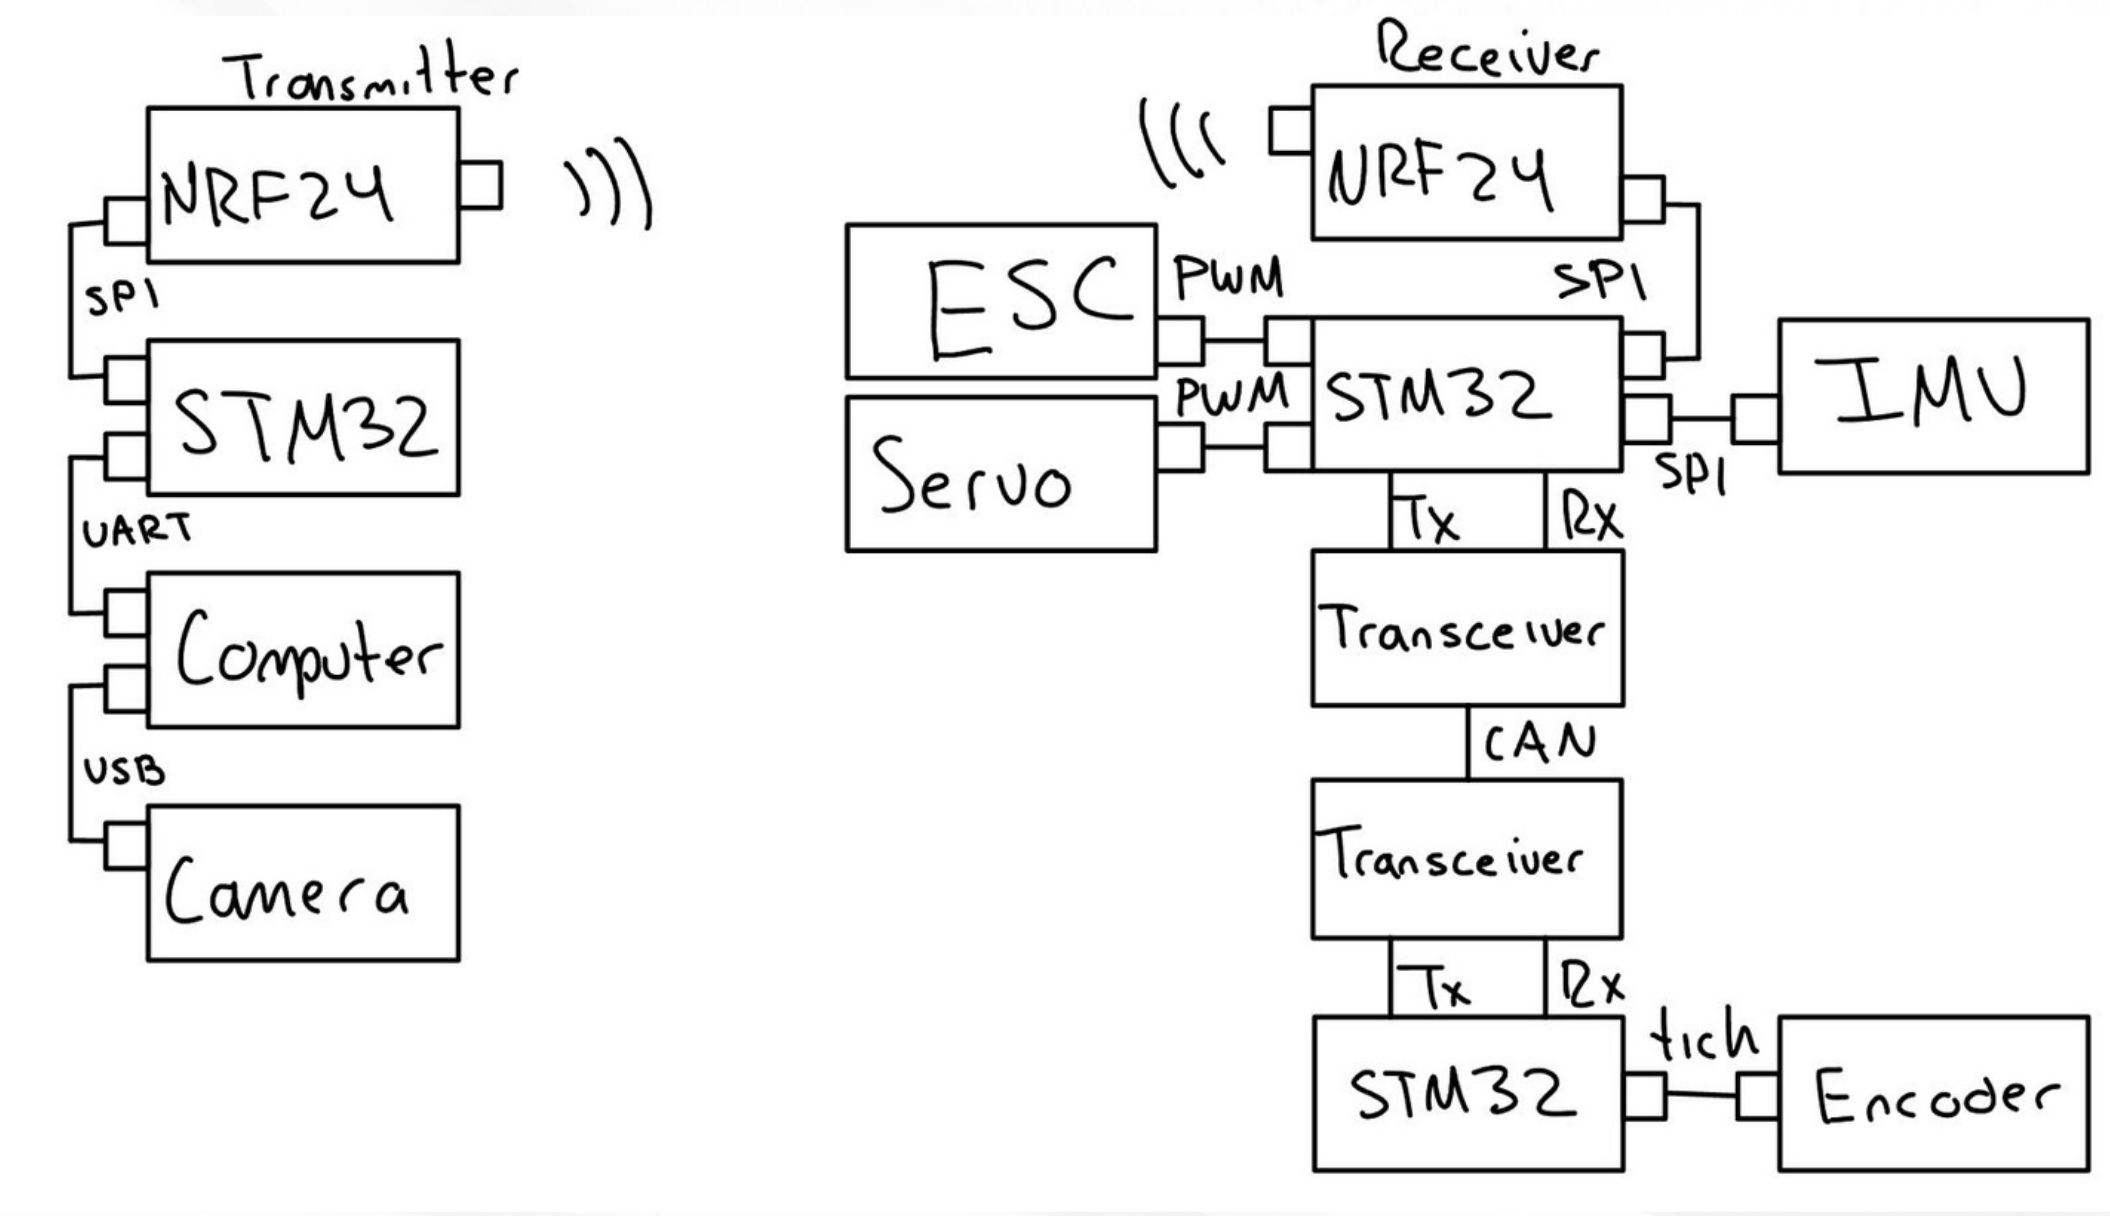 Transmitter
NRF24
SPI
STM32
UART
Computer
USB
Camera
Receiver
NRF24
SPI
ESC
PWM
STM32
PWM
Servo
IMU
SPI
Tx
Rx
Transceiver
CAN
Transceiver
Tx
Rx
STM32
tich
Encoder